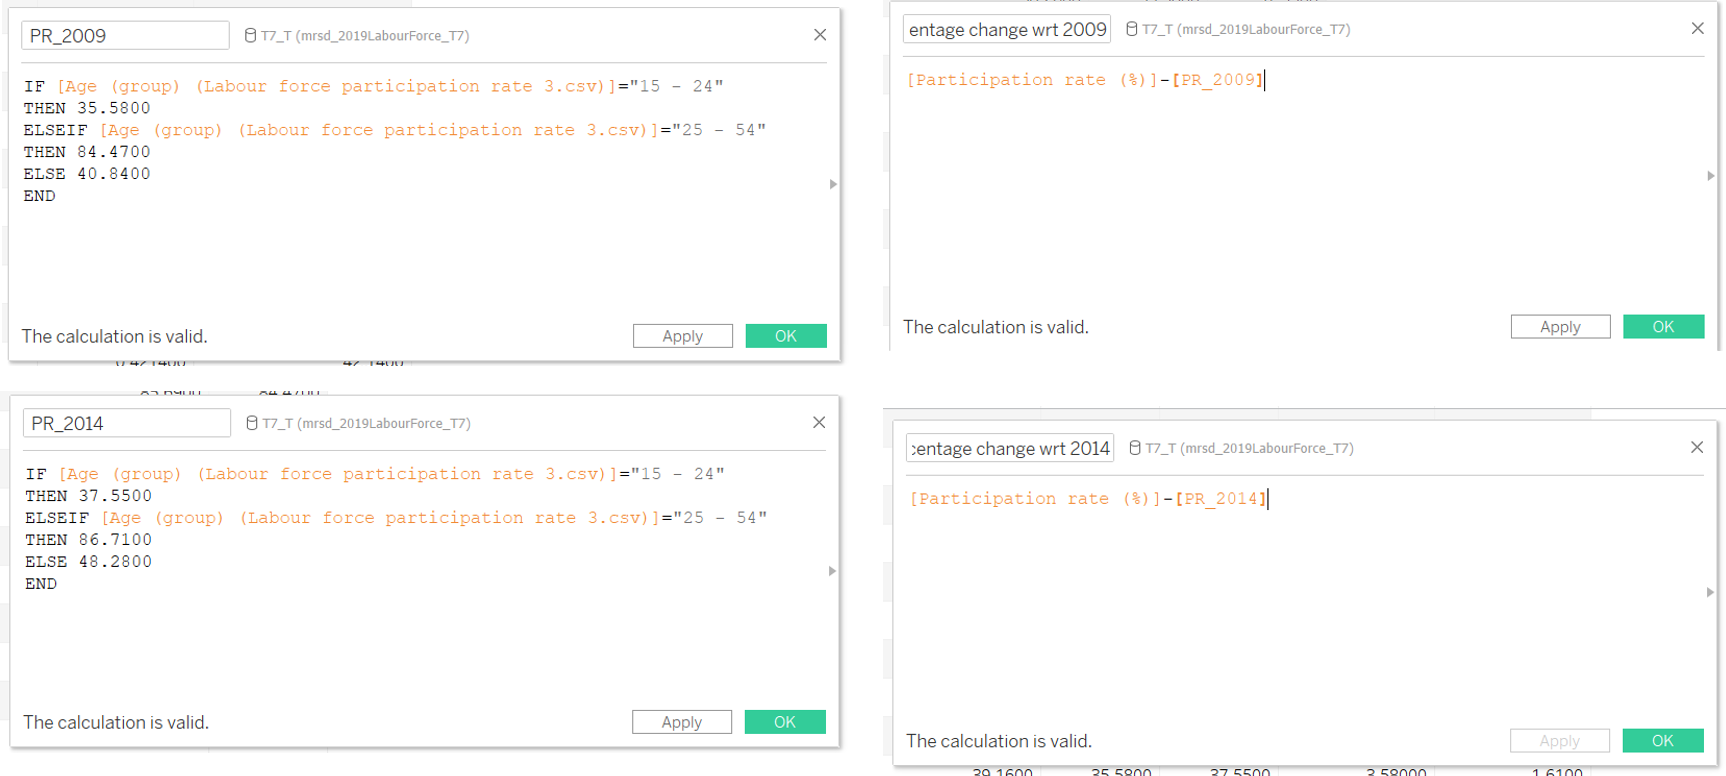 PR_2009
T7_T (mrsd_2019LabourForce_T7)
IF [Age (group) (Labour force participation rate 3.csv)]="15 - 24"
THEN 35.5800
ELSEIF [Age (group) (Labour force participation rate 3.csv)]="25 - 54"
THEN 84.4700
ELSE 40.8400
END
The calculation is valid.
Apply
OK
entage change wrt 2009
T7_T (mrsd_2019LabourForce_T7)
[Participation rate (%)]-[PR_2009]
The calculation is valid.
Apply
OK
PR_2014
T7_T (mrsd_2019LabourForce_T7)
IF [Age (group) (Labour force participation rate 3.csv)]="15 - 24"
THEN 37.5500
ELSEIF [Age (group) (Labour force participation rate 3.csv)]="25 - 54"
THEN 86.7100
ELSE 48.2800
END
The calculation is valid.
Apply
OK
centage change wrt 2014
T7_T (mrsd_2019LabourForce_T7)
[Participation rate (%)]-[PR_2014]
The calculation is valid.
Apply
OK
39.1600 35.5800 37.5500 3.58000 1.6100